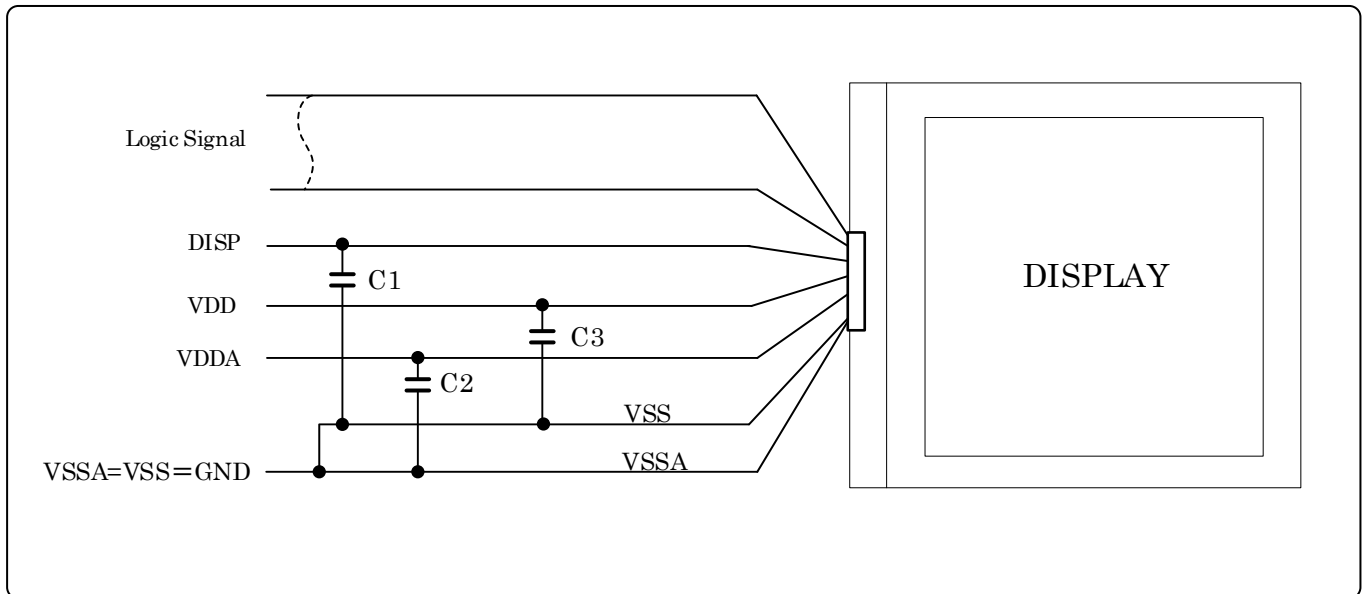 Logic Signal
DISP
C1
DISPLAY
VDD
C3
VDDA
C2
VSS
VSSA
VSSA=VSS=GND